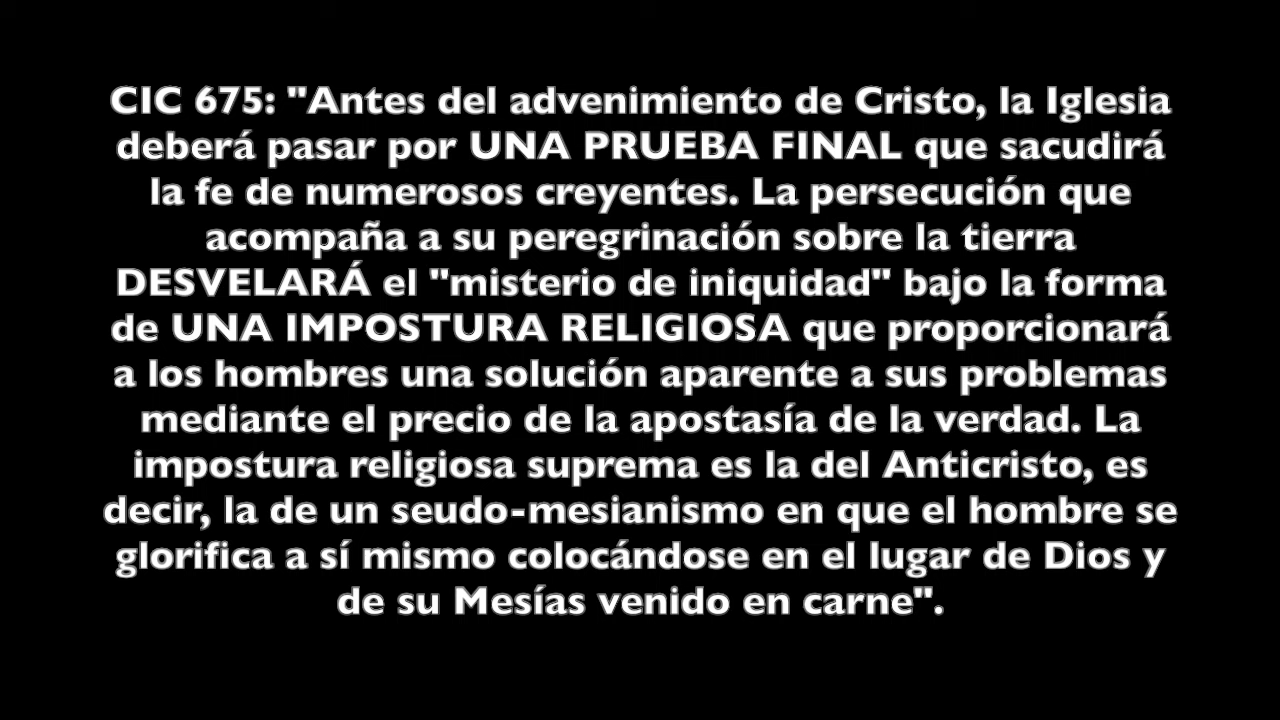 CIC 675: "Antes del advenimiento de Cristo, la Iglesia
deberá pasar por UNA PRUEBA FINAL que sacudirá
la fe de numerosos creyentes. La persecución que
acompaña a su peregrinación sobre la tierra
DESVELARÁ el "misterio de iniquidad" bajo la forma
de UNA IMPOSTURA RELIGIOSA que proporcionará
a los hombres una solución aparente a sus problemas
mediante el precio de la apostasía de la verdad. La
impostura religiosa suprema es la del Anticristo, es
decir, la de un seudo-mesianismo en que el hombre se
glorifica a sí mismo colocándose en el lugar de Dios y
de su Mesías venido en carne".